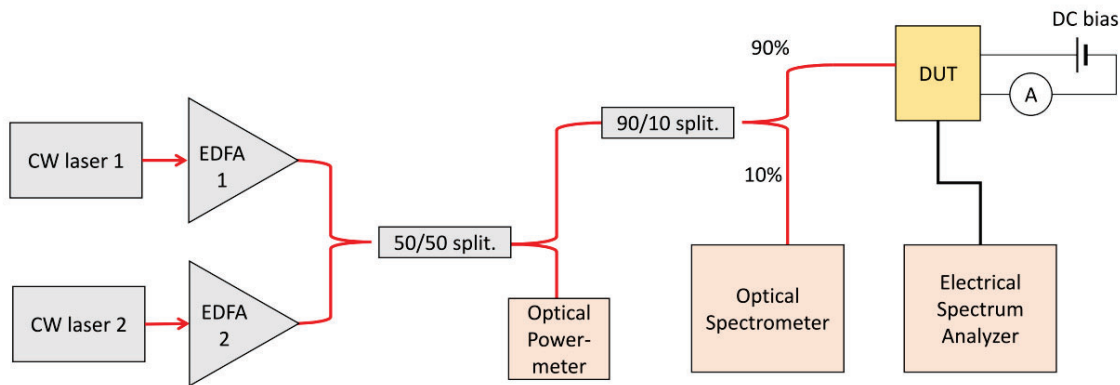 DC bias
90%
DUT
A
90/10 split.
CW laser 1
EDFA
1
10%
50/50 split.
CW laser 2
EDFA
2
Optical
Power-
meter
Optical
Spectrometer
Electrical
Spectrum
Analyzer